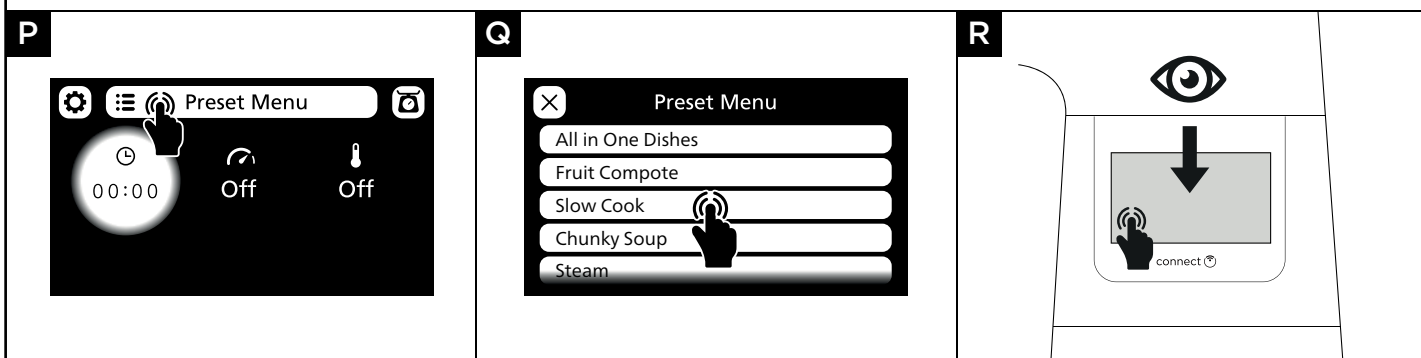 P
Preset Menu
00:00
Off
Off
Q
Preset Menu
All in One Dishes
Fruit Compote
Slow Cook
Chunky Soup
Steam
R
connect